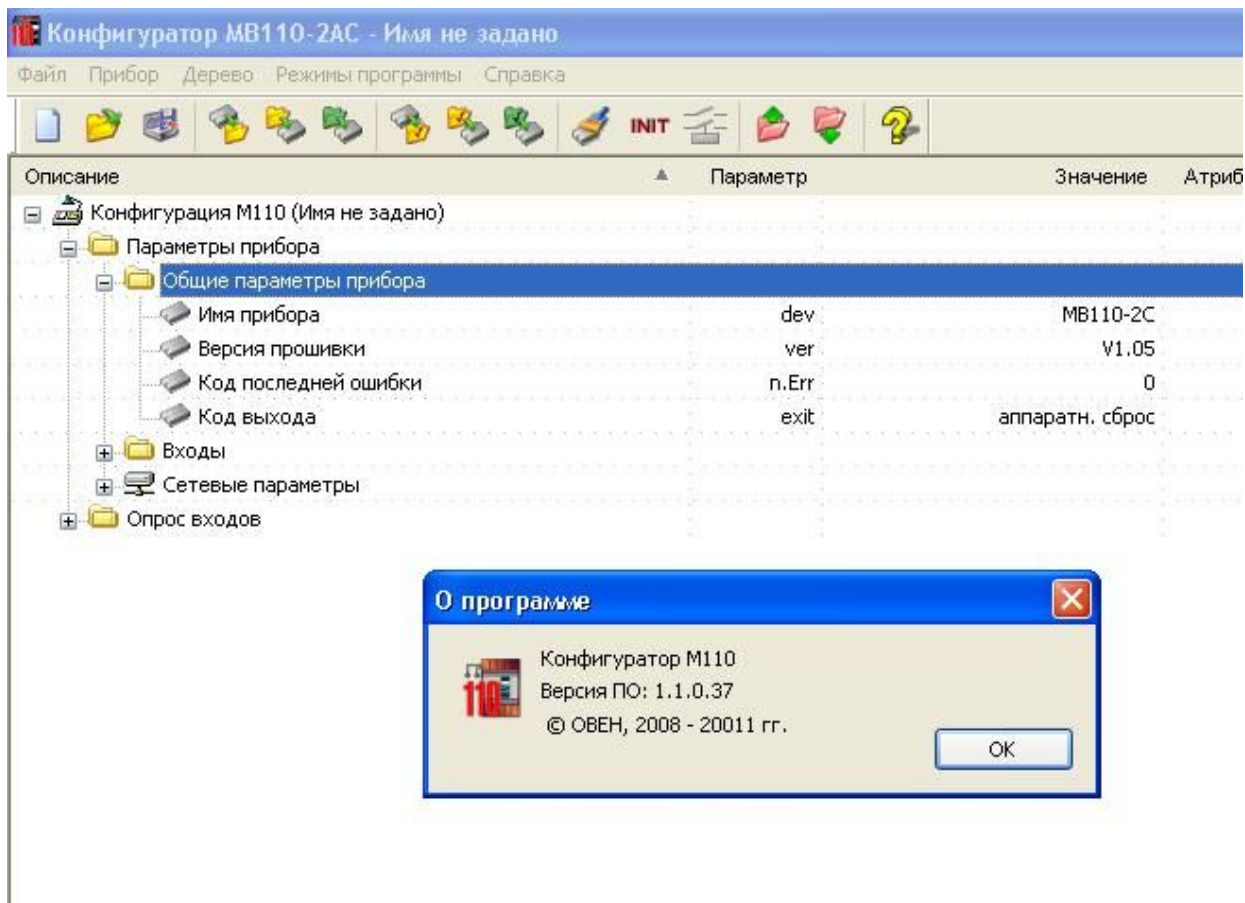 Конфигуратор МВ110-2АС - Имя не задано
Файл Прибор Дерево Режимы программы Справка
INIT
Описание Параметр Значение Атриб
Конфигурация М110 (Имя не задано)
Параметры прибора
Общие параметры прибора
Имя прибора dev МВ110-2С
Версия прошивки ver V1.05
Код последней ошибки n.Err 0
Код выхода exit аппаратн. сброс
Входы
Сетевые параметры
Опрос входов
О программе
Конфигуратор М110
110
Версия ПО: 1.1.0.37
© ОВЕН, 2008 - 20011 гг.
OK